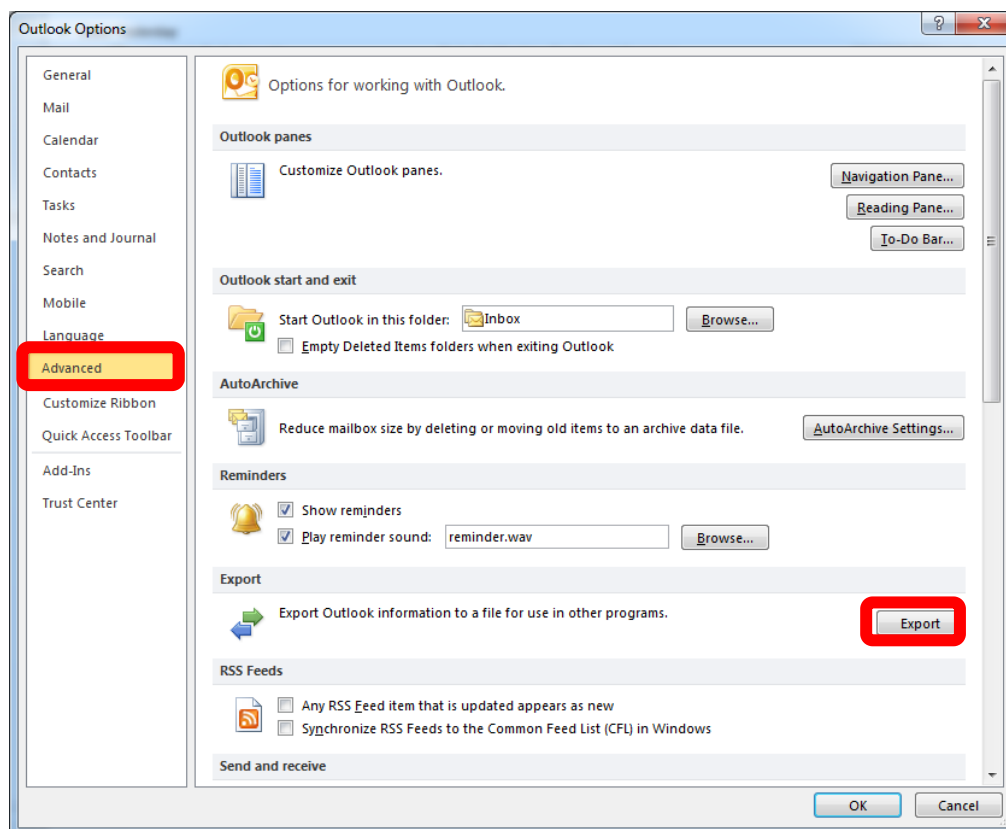 Outlook Options
General
Mail
Calendar
Contacts
Tasks
Notes and Journal
Search
Mobile
Language
Advanced
Customize Ribbon
Quick Access Toolbar
Add-Ins
Trust Center
Options for working with Outlook.
Outlook panes
Customize Outlook panes.
Navigation Pane...
Reading Pane...
To-Do Bar...
Outlook start and exit
Start Outlook in this folder: Inbox Browse...
Empty Deleted Items folders when exiting Outlook
AutoArchive
Reduce mailbox size by deleting or moving old items to an archive data file. AutoArchive Settings...
Reminders
Show reminders
Play reminder sound: reminder.wav Browse...
Export
Export Outlook information to a file for use in other programs. Export
RSS Feeds
Any RSS Feed item that is updated appears as new
Synchronize RSS Feeds to the Common Feed List (CFL) in Windows
Send and receive
OK Cancel